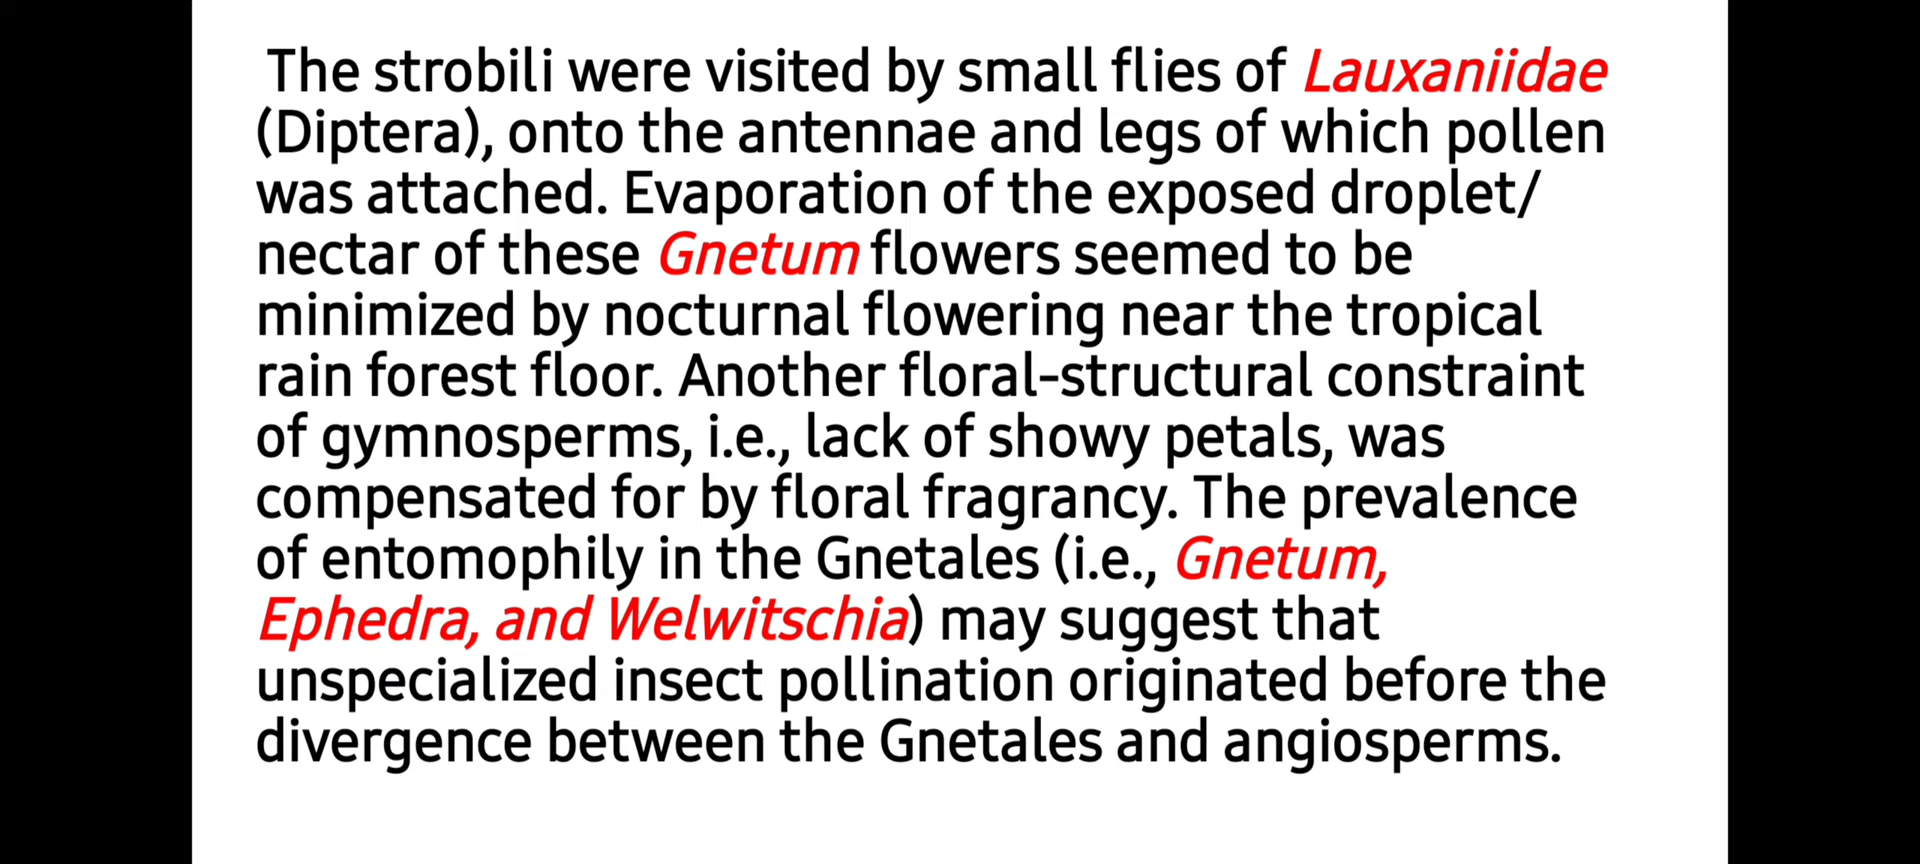 The strobili were visited by small flies of Lauxaniidae
(Diptera), onto the antennae and legs of which pollen
was attached. Evaporation of the exposed droplet/
nectar of these Gnetum flowers seemed to be
minimized by nocturnal flowering near the tropical
rain forest floor. Another floral-structural constraint
of gymnosperms, i.e., lack of showy petals, was
compensated for by floral fragrancy. The prevalence
of entomophily in the Gnetales (i.e., Gnetum,
Ephedra, and Welwitschia) may suggest that
unspecialized insect pollination originated before the
divergence between the Gnetales and angiosperms.